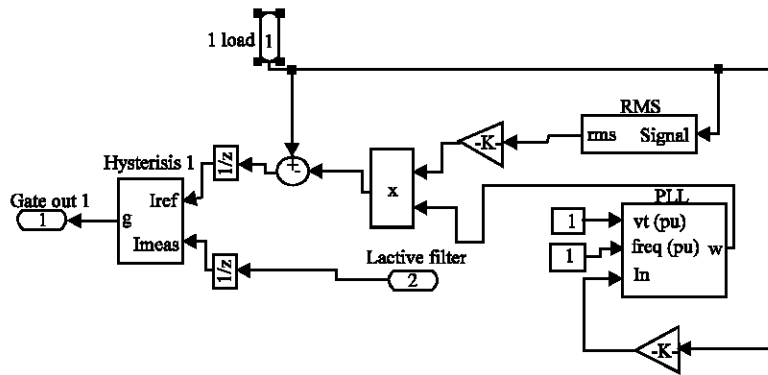 1 load
1
RMS
rms Signal
-K-
+
-
1/z
x
Hysterisis 1
Iref
Gate out 1
1
g
Imeas
1/z
Lactive filter
2
PLL
1
vt (pu)
1
freq (pu)
w
In
-K-